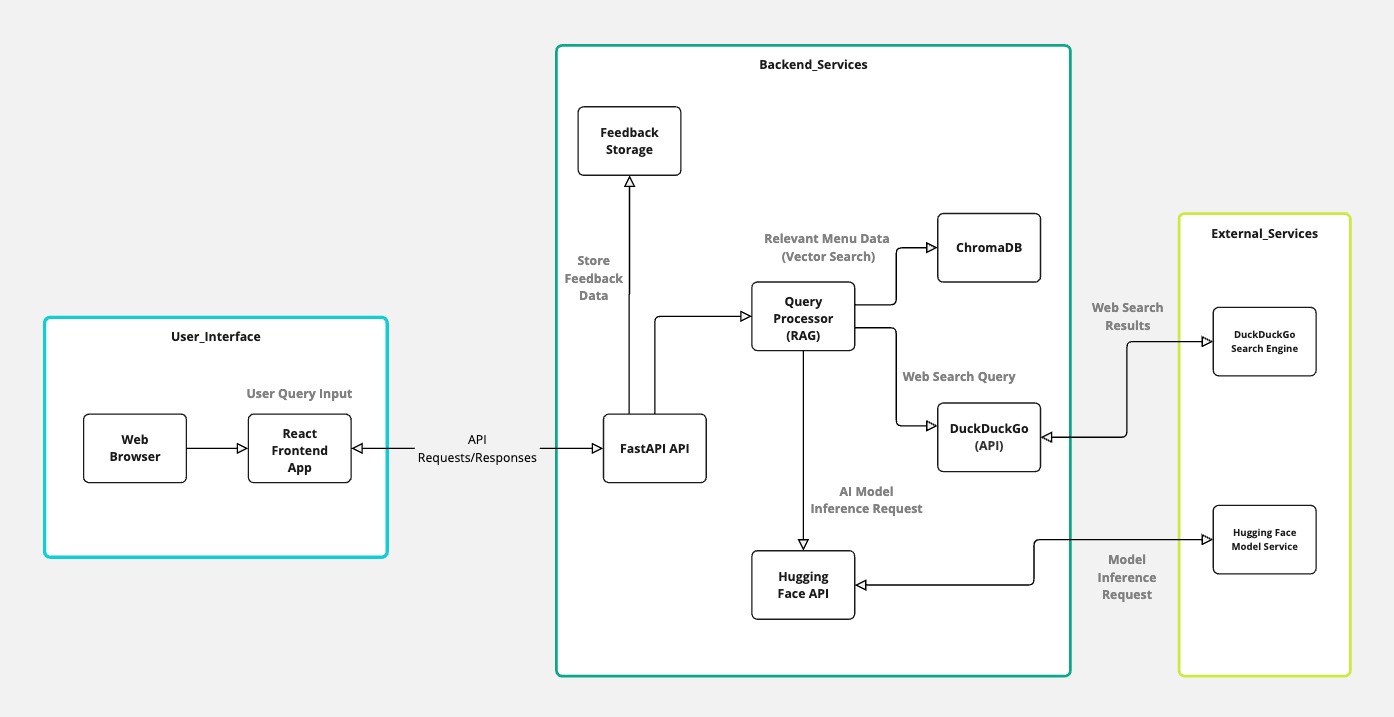 Backend_Services
Feedback
Storage
Store
Feedback
Data
Relevant Menu Data
(Vector Search)
ChromaDB
Query
Processor
(RAG)
Web Search Query
DuckDuckGo
(API)
FastAPI API
AI Model
Inference Request
Hugging
Face API
User_Interface
User Query Input
Web
Browser
React
Frontend
App
API
Requests/Responses
External_Services
Web Search
Results
DuckDuckGo
Search Engine
Hugging Face
Model Service
Model
Inference
Request